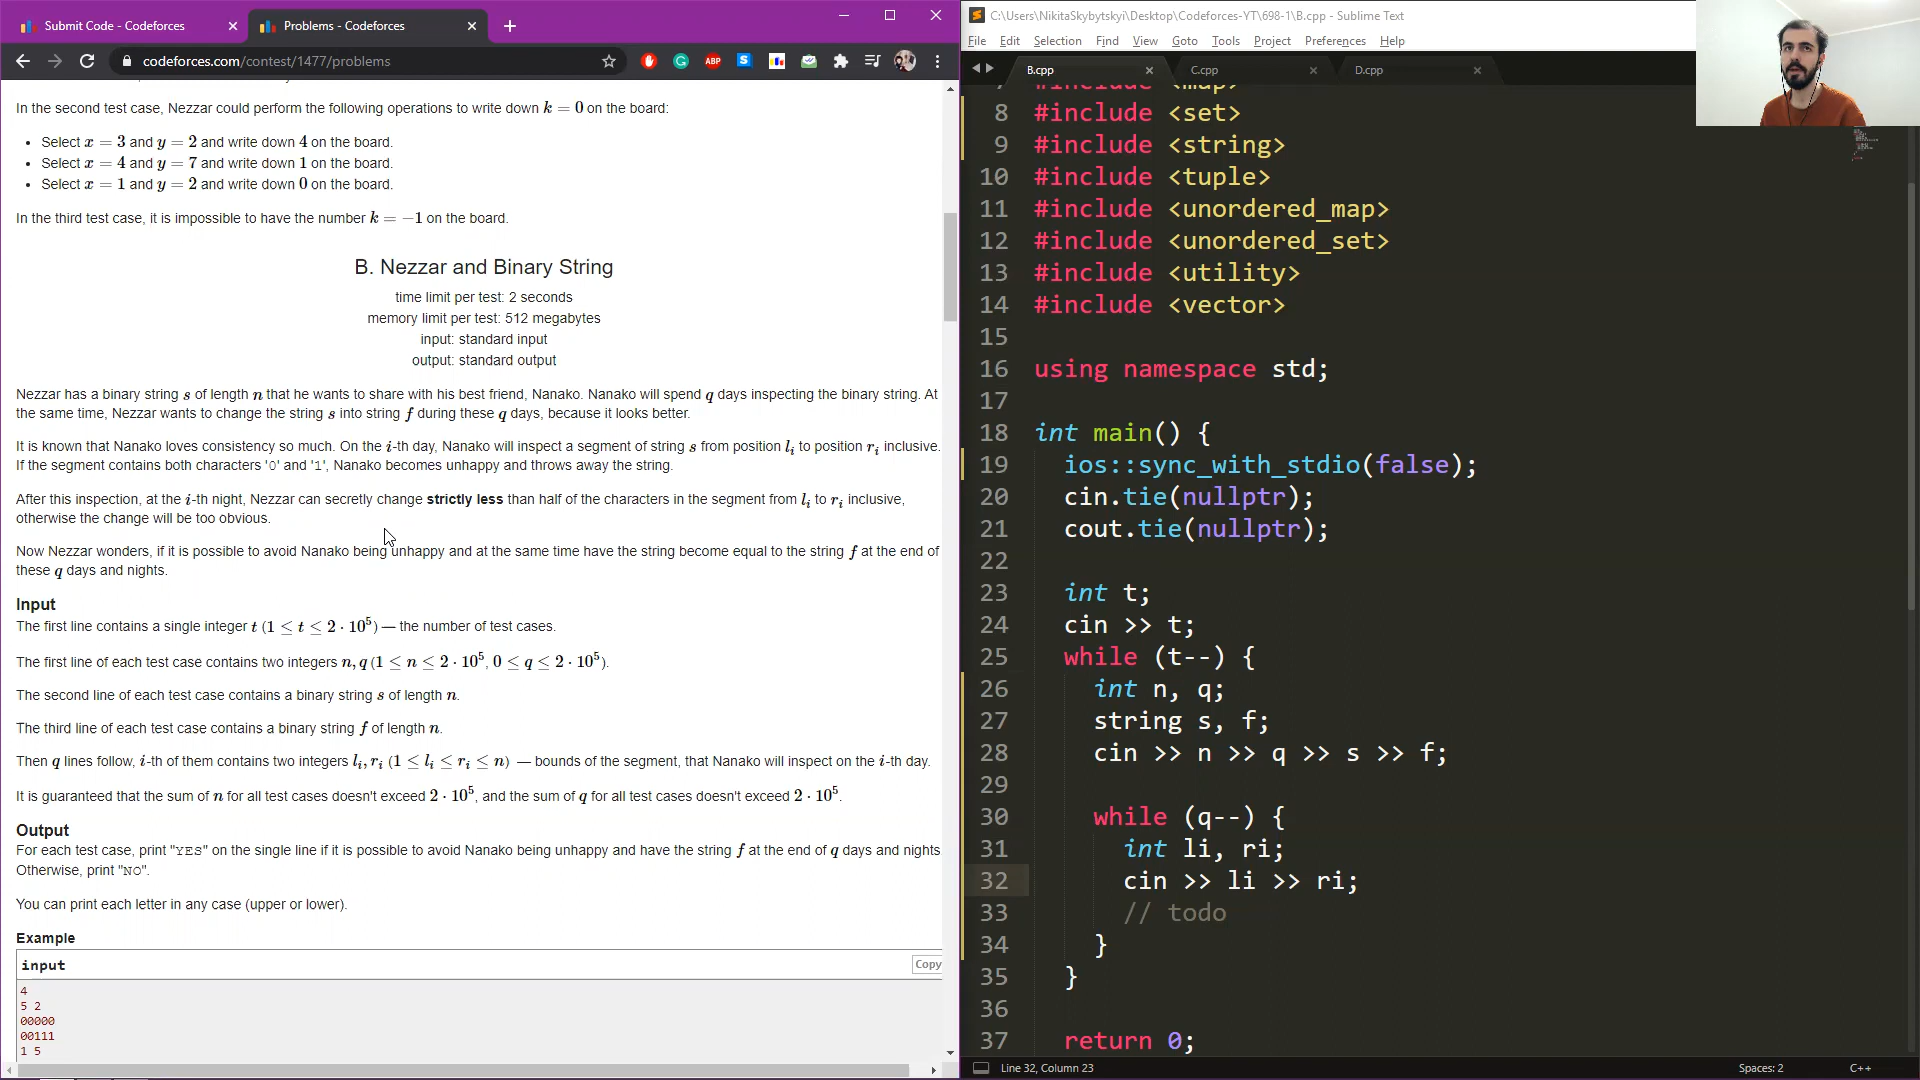 Submit Code - Codeforces
Problems - Codeforces
codeforces.com/contest/1477/problems
In the second test case, Nezzar could perform the following operations to write down k = 0 on the board:
• Select x = 3 and y = 2 and write down 4 on the board.
• Select x = 4 and y = 7 and write down 1 on the board.
• Select x = 1 and y = 2 and write down 0 on the board.
In the third test case, it is impossible to have the number k = −1 on the board.
B. Nezzar and Binary String
time limit per test: 2 seconds
memory limit per test: 512 megabytes
input: standard input
output: standard output
Nezzar has a binary string s of length n that he wants to share with his best friend, Nanako. Nanako will spend q days inspecting the binary string. At
the same time, Nezzar wants to change the string s into string f during these q days, because it looks better.
It is known that Nanako loves consistency so much. On the i-th day, Nanako will inspect a segment of string s from position l_i to position r_i inclusive.
If the segment contains both characters '0' and '1', Nanako becomes unhappy and throws away the string.
After this inspection, at the i-th night, Nezzar can secretly change strictly less than half of the characters in the segment from l_i to r_i inclusive,
otherwise the change will be too obvious.
Now Nezzar wonders, if it is possible to avoid Nanako being unhappy and at the same time have the string become equal to the string f at the end of
these q days and nights.
Input
The first line contains a single integer t (1 ≤ t ≤ 2 · 10^5) — the number of test cases.
The first line of each test case contains two integers n, q (1 ≤ n ≤ 2 · 10^5, 0 ≤ q ≤ 2 · 10^5).
The second line of each test case contains a binary string s of length n.
The third line of each test case contains a binary string f of length n.
Then q lines follow, i-th of them contains two integers l_i, r_i (1 ≤ l_i ≤ r_i ≤ n) — bounds of the segment, that Nanako will inspect on the i-th day.
It is guaranteed that the sum of n for all test cases doesn't exceed 2 · 10^5, and the sum of q for all test cases doesn't exceed 2 · 10^5.
Output
For each test case, print "YES" on the single line if it is possible to avoid Nanako being unhappy and have the string f at the end of q days and nights.
Otherwise, print "NO".
You can print each letter in any case (upper or lower).
Example
input
Copy
4
5 2
00000
00111
1 5
C:\Users\NikitaSkybytskyi\Desktop\Codeforces-YT\698-1\B.cpp - Sublime Text
File Edit Selection Find View Goto Tools Project Preferences Help
B.cpp
C.cpp
D.cpp
7 #include <map>
8 #include <set>
9 #include <string>
10 #include <tuple>
11 #include <unordered_map>
12 #include <unordered_set>
13 #include <utility>
14 #include <vector>
15
16 using namespace std;
17
18 int main() {
19 ios::sync_with_stdio(false);
20 cin.tie(nullptr);
21 cout.tie(nullptr);
22
23 int t;
24 cin >> t;
25 while (t--) {
26 int n, q;
27 string s, f;
28 cin >> n >> q >> s >> f;
29
30 while (q--) {
31 int li, ri;
32 cin >> li >> ri;
33 // todo
34 }
35 }
36
37 return 0;
Line 32, Column 23
Spaces: 2
C++